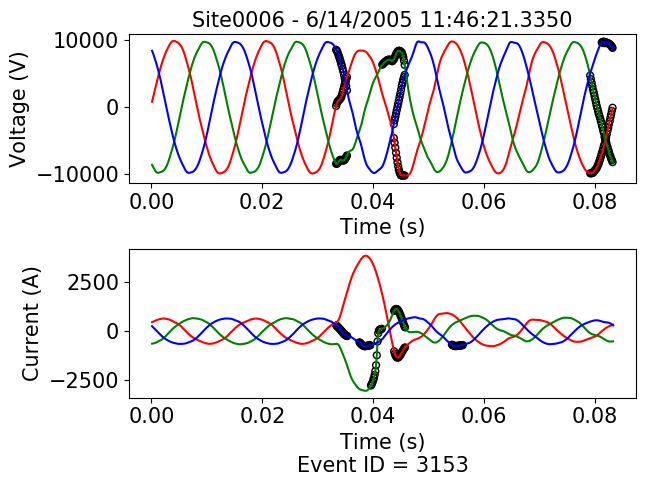 Site0006 - 6/14/2005 11:46:21.3350
10000
0
−10000
Voltage (V)
0.00 0.02 0.04 0.06 0.08
Time (s)
2500
0
−2500
Current (A)
0.00 0.02 0.04 0.06 0.08
Time (s)
Event ID = 3153